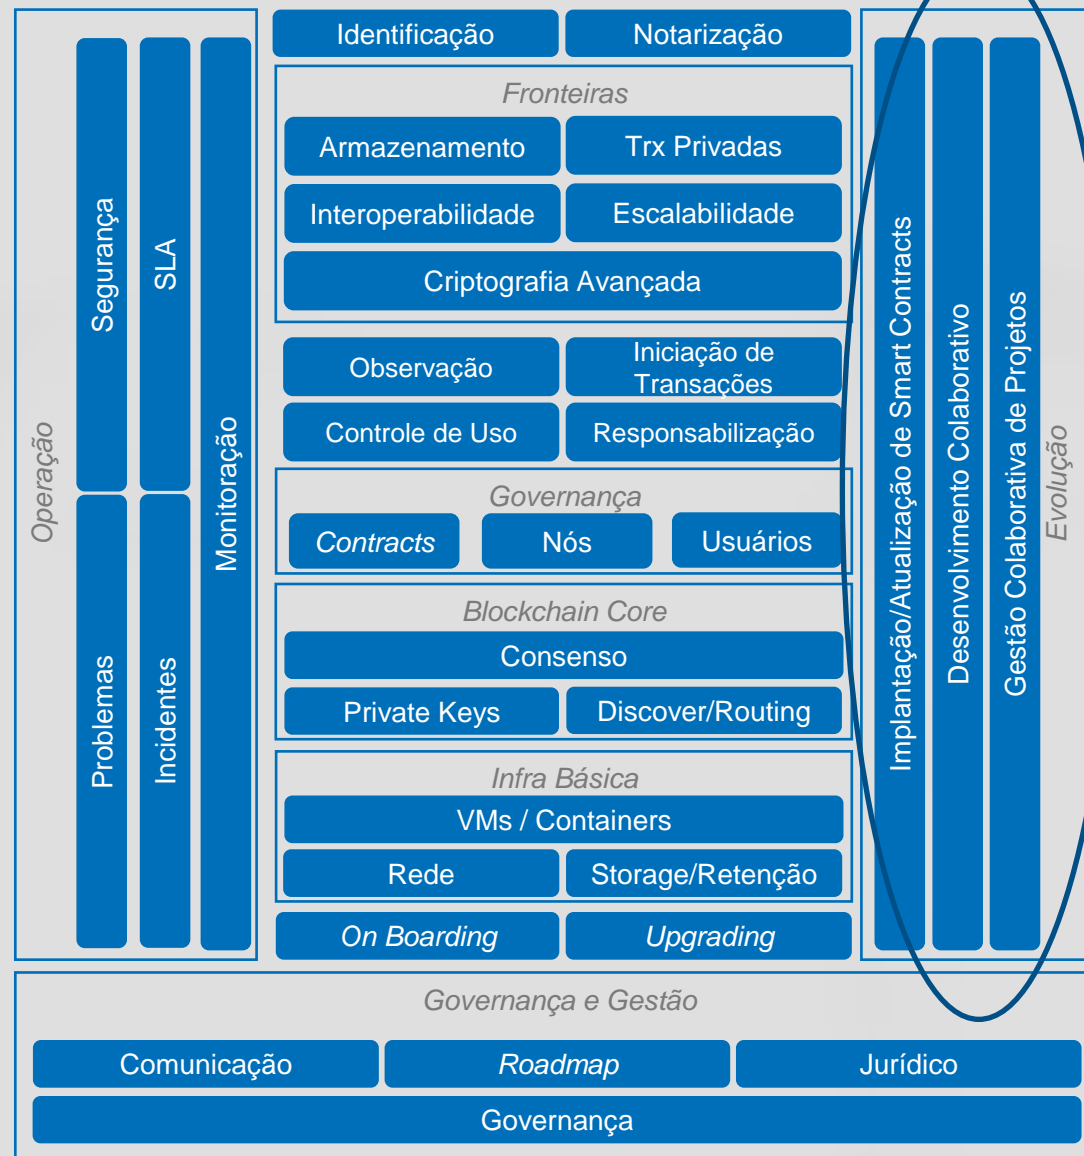 Operação
Segurança
SLA
Problemas
Incidentes
Monitoração
Identificação
Notarização
Fronteiras
Armazenamento
Trx Privadas
Interoperabilidade
Escalabilidade
Criptografia Avançada
Observação
Iniciação de
Transações
Controle de Uso
Responsabilização
Governança
Contracts
Nós
Usuários
Blockchain Core
Consenso
Private Keys
Discover/Routing
Infra Básica
VMs / Containers
Rede
Storage/Retenção
On Boarding
Upgrading
Implantação/Atualização de Smart Contracts
Desenvolvimento Colaborativo
Gestão Colaborativa de Projetos
Evolução
Governança e Gestão
Comunicação
Roadmap
Jurídico
Governança